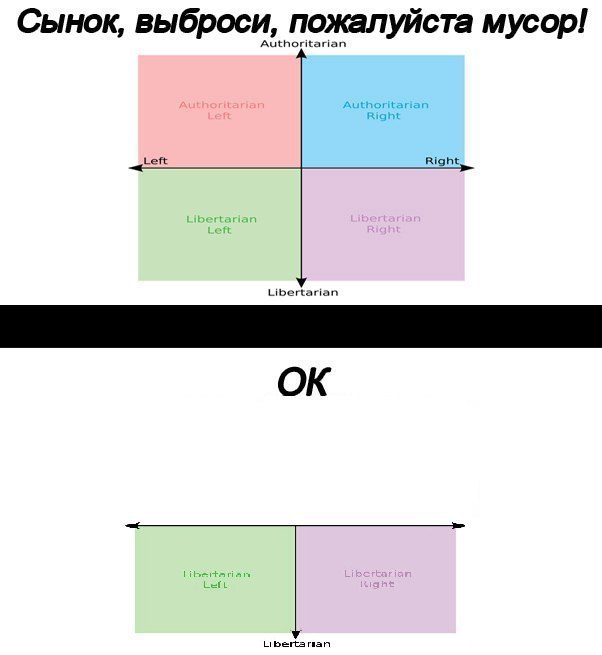 Сынок, выброси, пожалуйста мусор!
Authoritarian
Authoritarian
Left
Authoritarian
Right
Left
Right
Libertarian
Left
Libertarian
Right
Libertarian
ОК
Libertarian
Left
Libertarian
Right
Libertarian